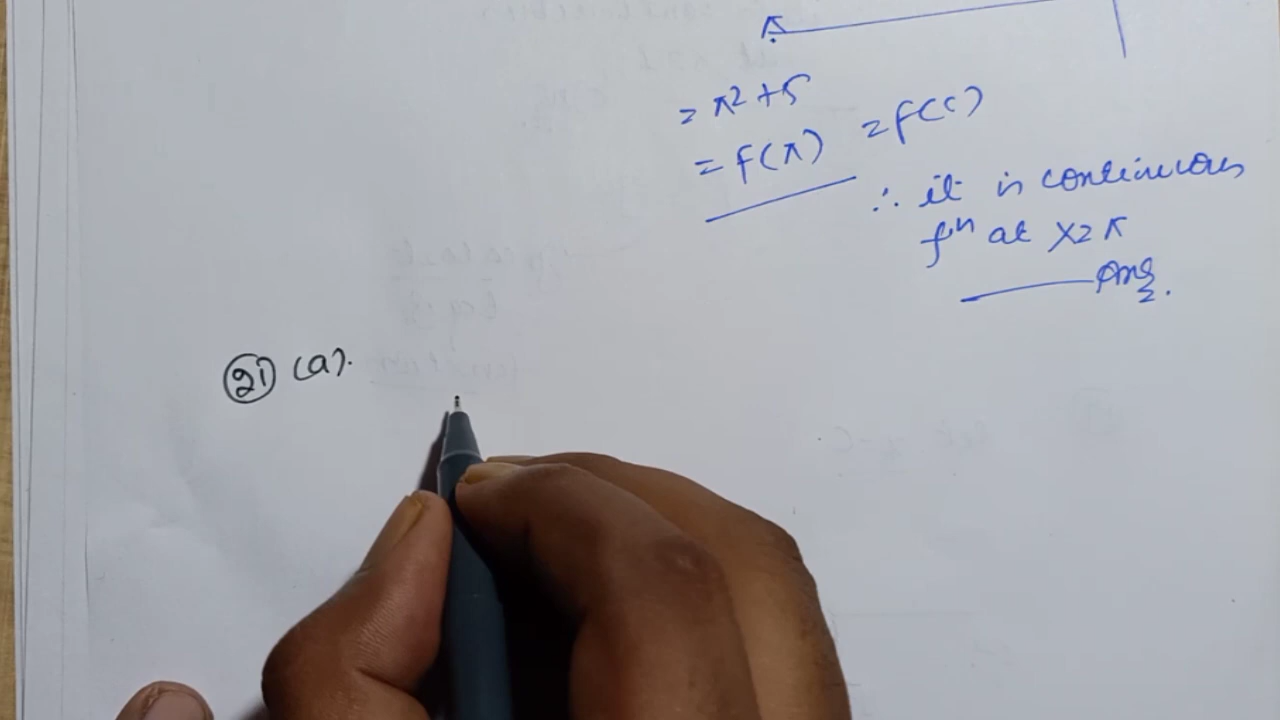 π
= π² + 5
= f(π) = f(c)
∴ it is continuous
fⁿ at x = π
Ans.
21) (a).